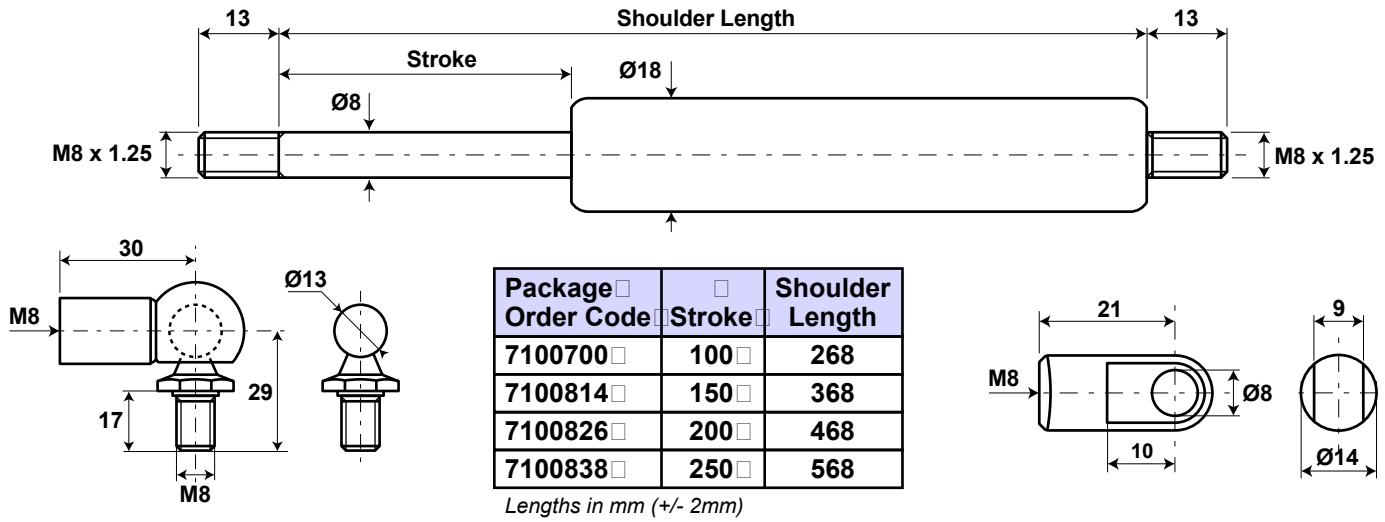 13
Shoulder Length
13
Stroke
Ø18
Ø8
M8 x 1.25
M8 x 1.25
30
Ø13
M8
29
17
M8
Package□ □ Shoulder
Order Code□ Stroke□ Length
7100700□ 100□ 268
7100814□ 150□ 368
7100826□ 200□ 468
7100838□ 250□ 568
Lengths in mm (+/- 2mm)
21
9
M8
Ø8
10
Ø14